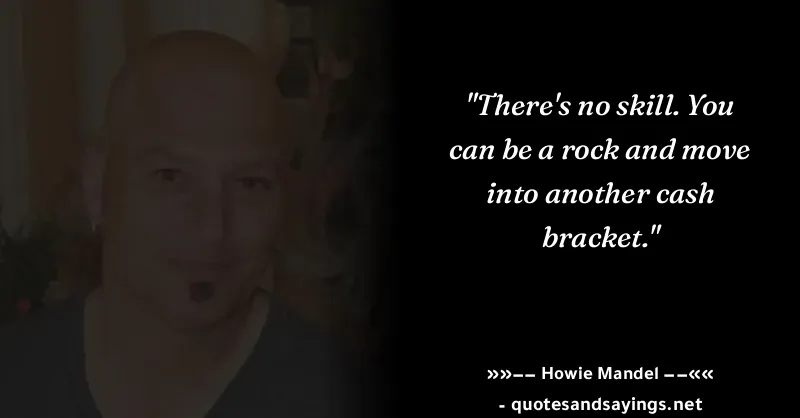 "There's no skill. You
can be a rock and move
into another cash
bracket."
»»−− Howie Mandel −−««
- quotesandsayings.net